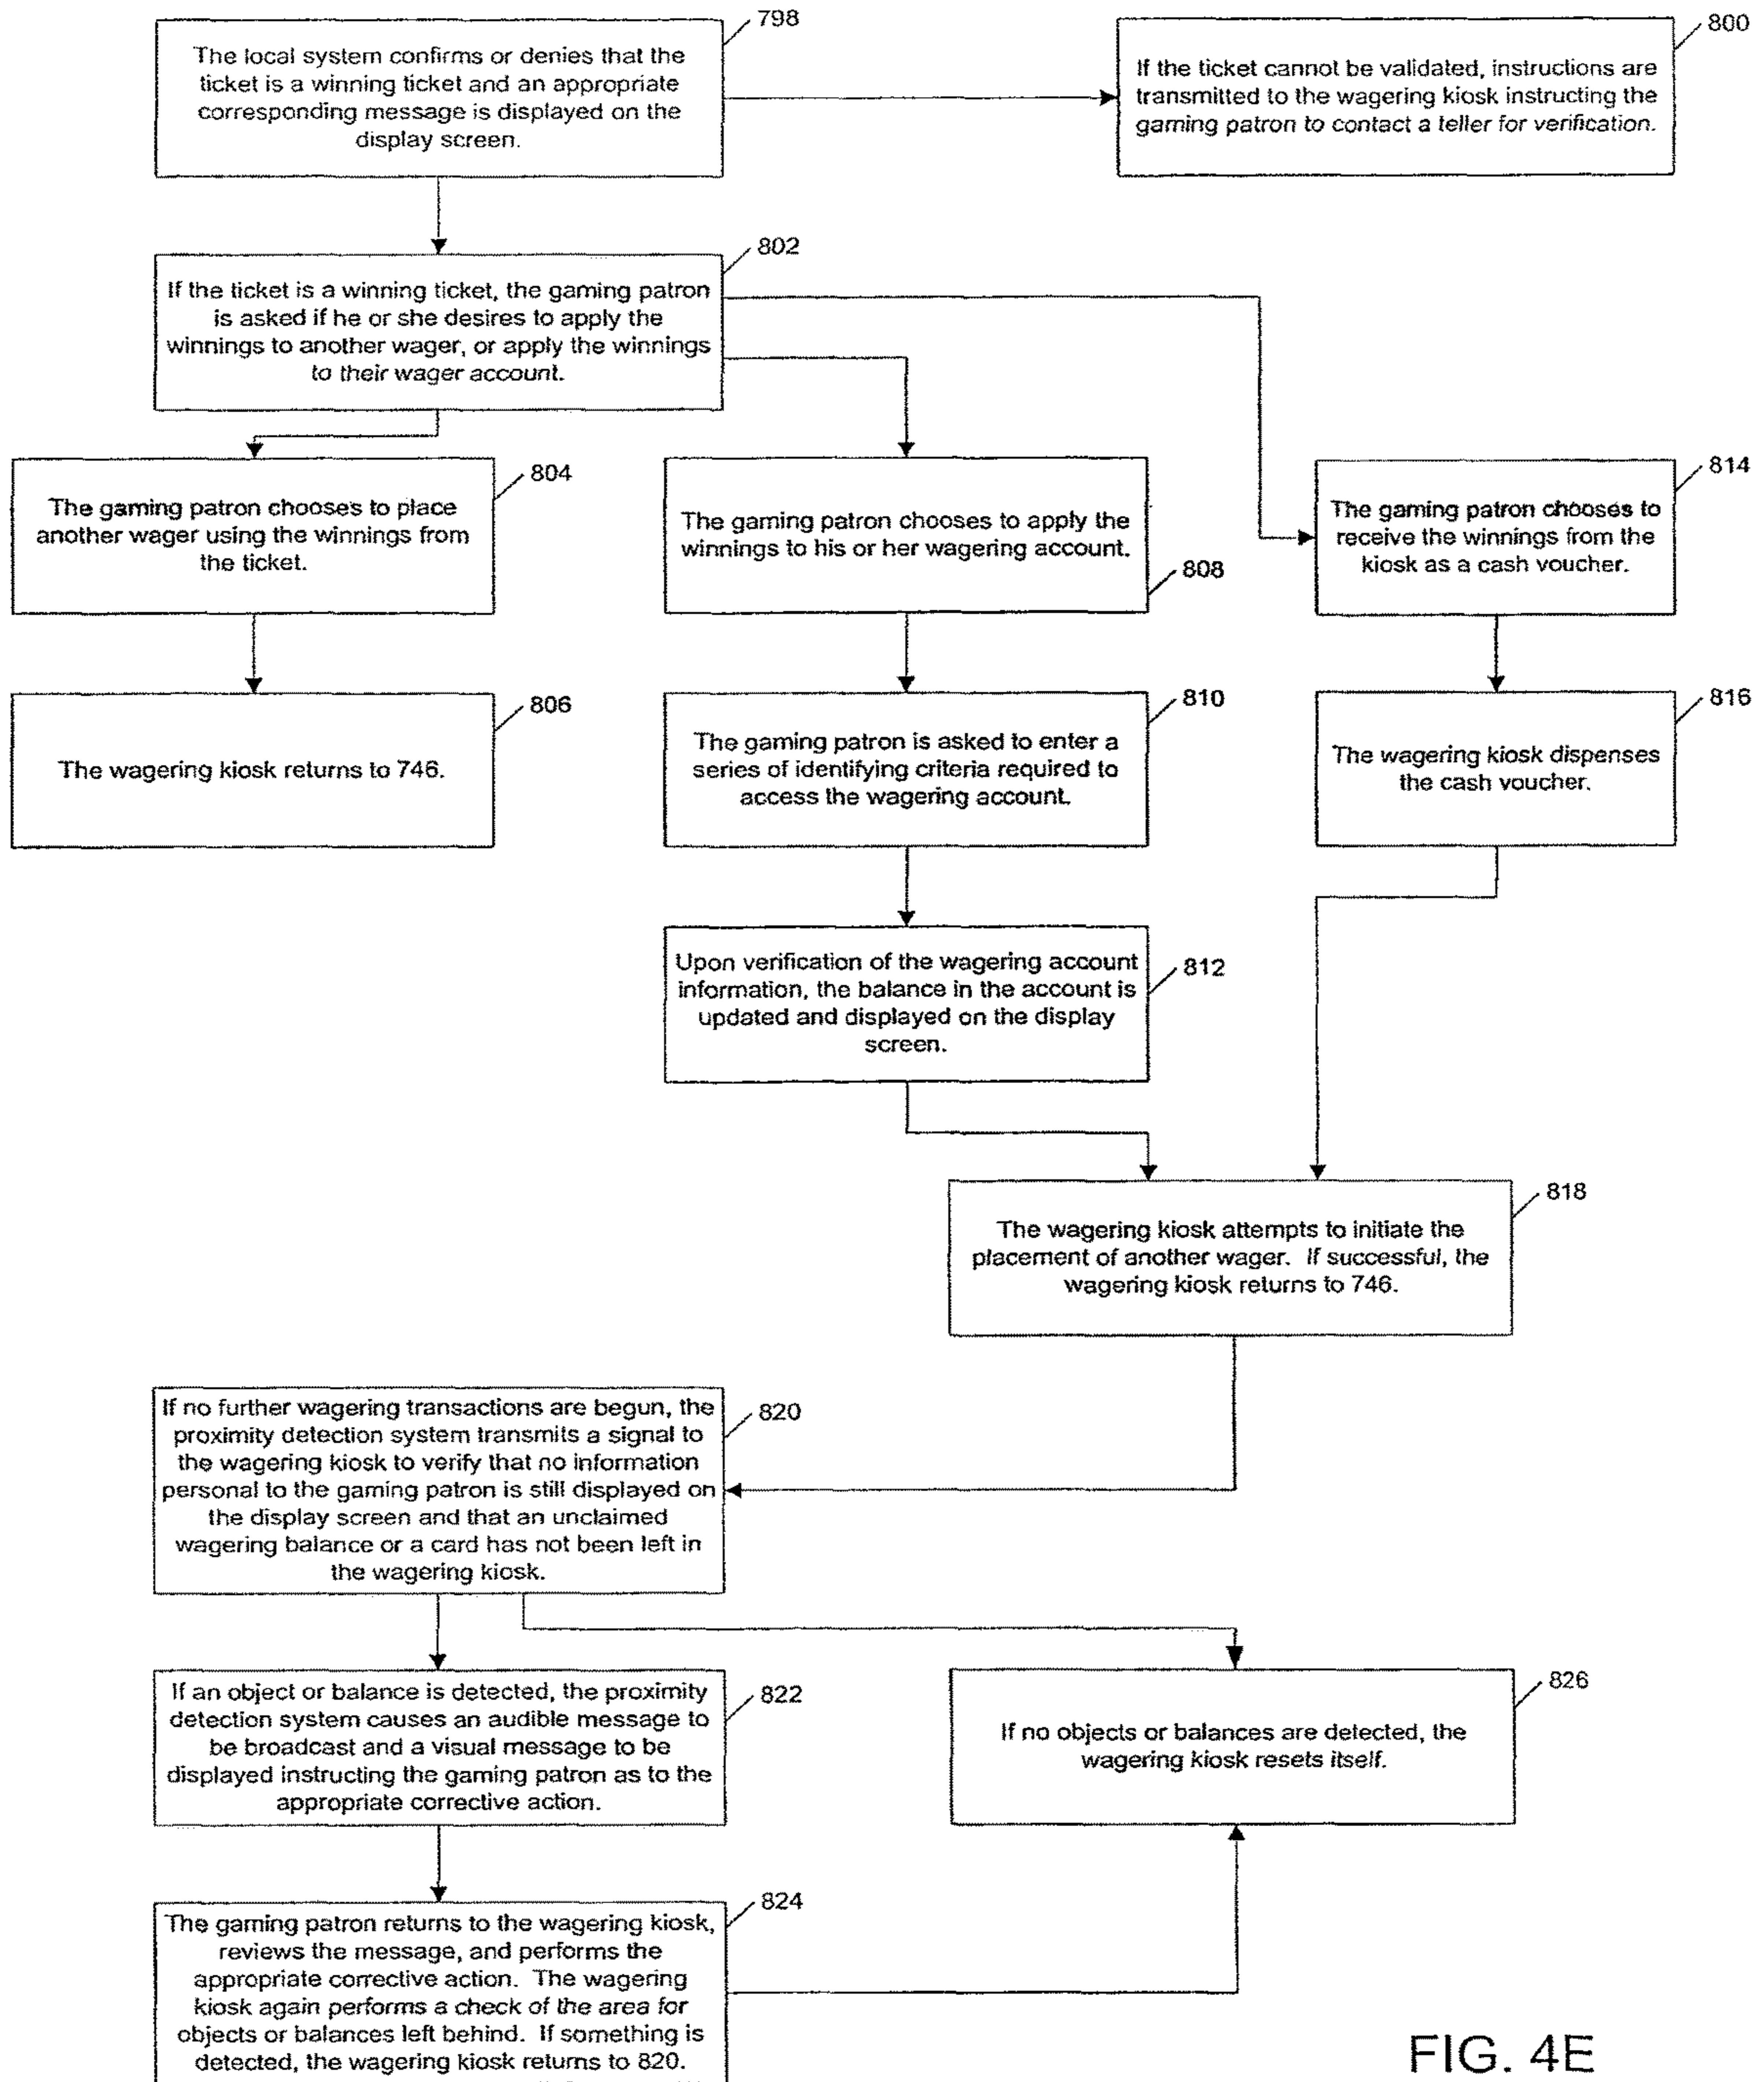 798
The local system confirms or denies that the
ticket is a winning ticket and an appropriate
corresponding message is displayed on the
display screen.
800
If the ticket cannot be validated, instructions are
transmitted to the wagering kiosk instructing the
gaming patron to contact a teller for verification.
802
If the ticket is a winning ticket, the gaming patron
is asked if he or she desires to apply the
winnings to another wager, or apply the winnings
to their wager account.
804
The gaming patron chooses to place
another wager using the winnings from
the ticket.
The gaming patron chooses to apply the
winnings to his or her wagering account.
808
814
The gaming patron chooses to
receive the winnings from the
kiosk as a cash voucher.
806
The wagering kiosk returns to 746.
810
The gaming patron is asked to enter a
series of identifying criteria required to
access the wagering account.
816
The wagering kiosk dispenses
the cash voucher.
812
Upon verification of the wagering account
information, the balance in the account is
updated and displayed on the display
screen.
818
The wagering kiosk attempts to initiate the
placement of another wager. If successful, the
wagering kiosk returns to 746.
820
If no further wagering transactions are begun, the
proximity detection system transmits a signal to
the wagering kiosk to verify that no information
personal to the gaming patron is still displayed on
the display screen and that an unclaimed
wagering balance or a card has not been left in
the wagering kiosk.
822
If an object or balance is detected, the proximity
detection system causes an audible message to
be broadcast and a visual message to be
displayed instructing the gaming patron as to the
appropriate corrective action.
826
If no objects or balances are detected, the
wagering kiosk resets itself.
824
The gaming patron returns to the wagering kiosk,
reviews the message, and performs the
appropriate corrective action. The wagering
kiosk again performs a check of the area for
objects or balances left behind. If something is
detected, the wagering kiosk returns to 820.
FIG. 4E